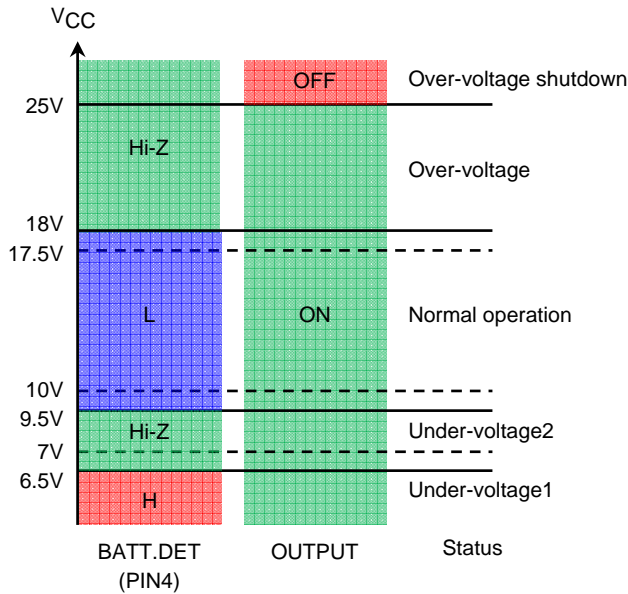 VCC
OFF
Over-voltage shutdown
25V
Hi-Z
Over-voltage
18V
17.5V
L
ON
Normal operation
10V
9.5V
Hi-Z
Under-voltage2
7V
6.5V
H
Under-voltage1
BATT.DET
(PIN4)
OUTPUT
Status